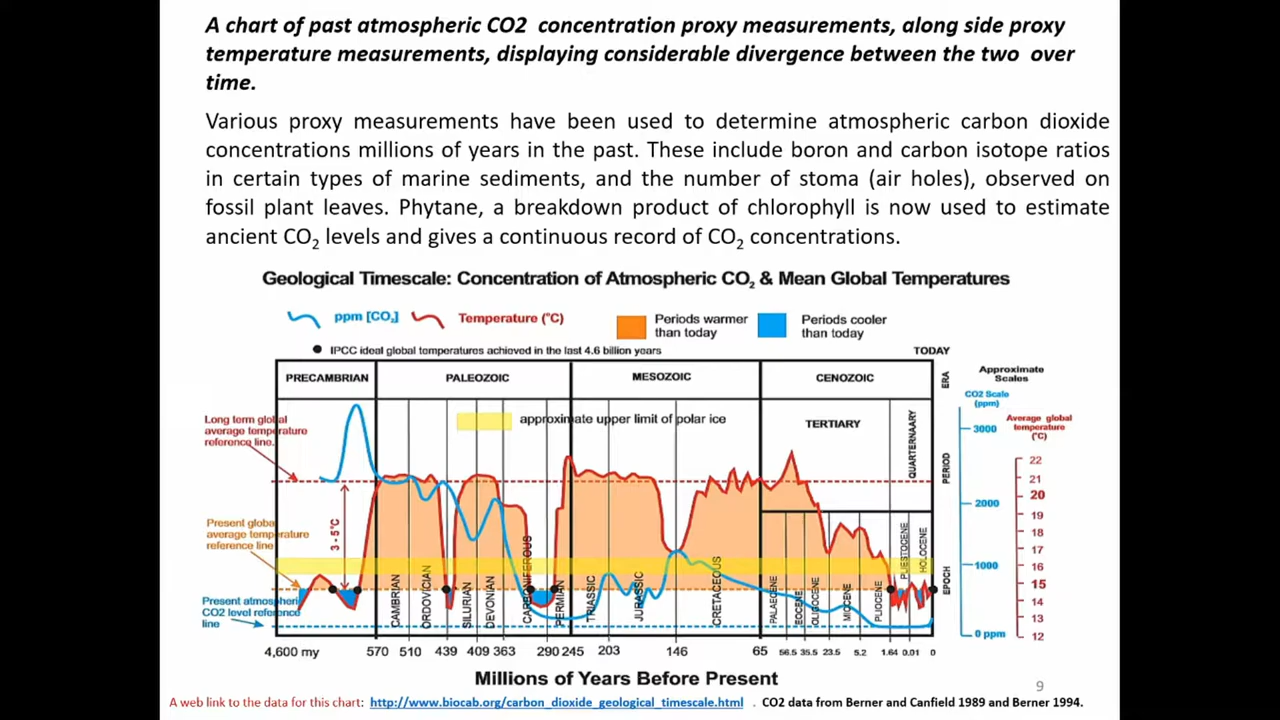 A chart of past atmospheric CO2 concentration proxy measurements, along side proxy
temperature measurements, displaying considerable divergence between the two over
time.
Various proxy measurements have been used to determine atmospheric carbon dioxide
concentrations millions of years in the past. These include boron and carbon isotope ratios
in certain types of marine sediments, and the number of stoma (air holes), observed on
fossil plant leaves. Phytane, a breakdown product of chlorophyll is now used to estimate
ancient CO₂ levels and gives a continuous record of CO₂ concentrations.
Geological Timescale: Concentration of Atmospheric CO₂ & Mean Global Temperatures
ppm [CO₂]
Temperature (°C)
Periods warmer
than today
Periods cooler
than today
IPCC ideal global temperatures achieved in the last 4.6 billion years
TODAY
PRECAMBRIAN
PALEOZOIC
MESOZOIC
CENOZOIC
ERA
Approximate
Scales
CO2 Scale
(ppm)
Average global
temperature
(°C)
Long term global
average temperature
reference line.
approximate upper limit of polar ice
TERTIARY
QUARTERNAARY
PERIOD
3000
2000
1000
0 ppm
22
21
20
19
18
17
16
15
14
13
12
3 - 5°C
Present global
average temperature
reference line
Present atmospheri
CO2 level reference
line
CAMBRIAN
ORDOVICIAN
SILURIAN
DEVONIAN
CARBONIFEROUS
PERMIAN
TRIASSIC
JURASSIC
CRETACEOUS
PALAEOCENE
EOCENE
OLIGOCENE
MIOCENE
PLIOCENE
PLIESTOCENE
HOLOCENE
EPOCH
4,600 my 570 510 439 409 363 290 245 203 146 65 56.5 35.5 23.5 5.2 1.64 0.01 0
Millions of Years Before Present
9
A web link to the data for this chart: http://www.biocab.org/carbon_dioxide_geological_timescale.html . CO2 data from Berner and Canfield 1989 and Berner 1994.